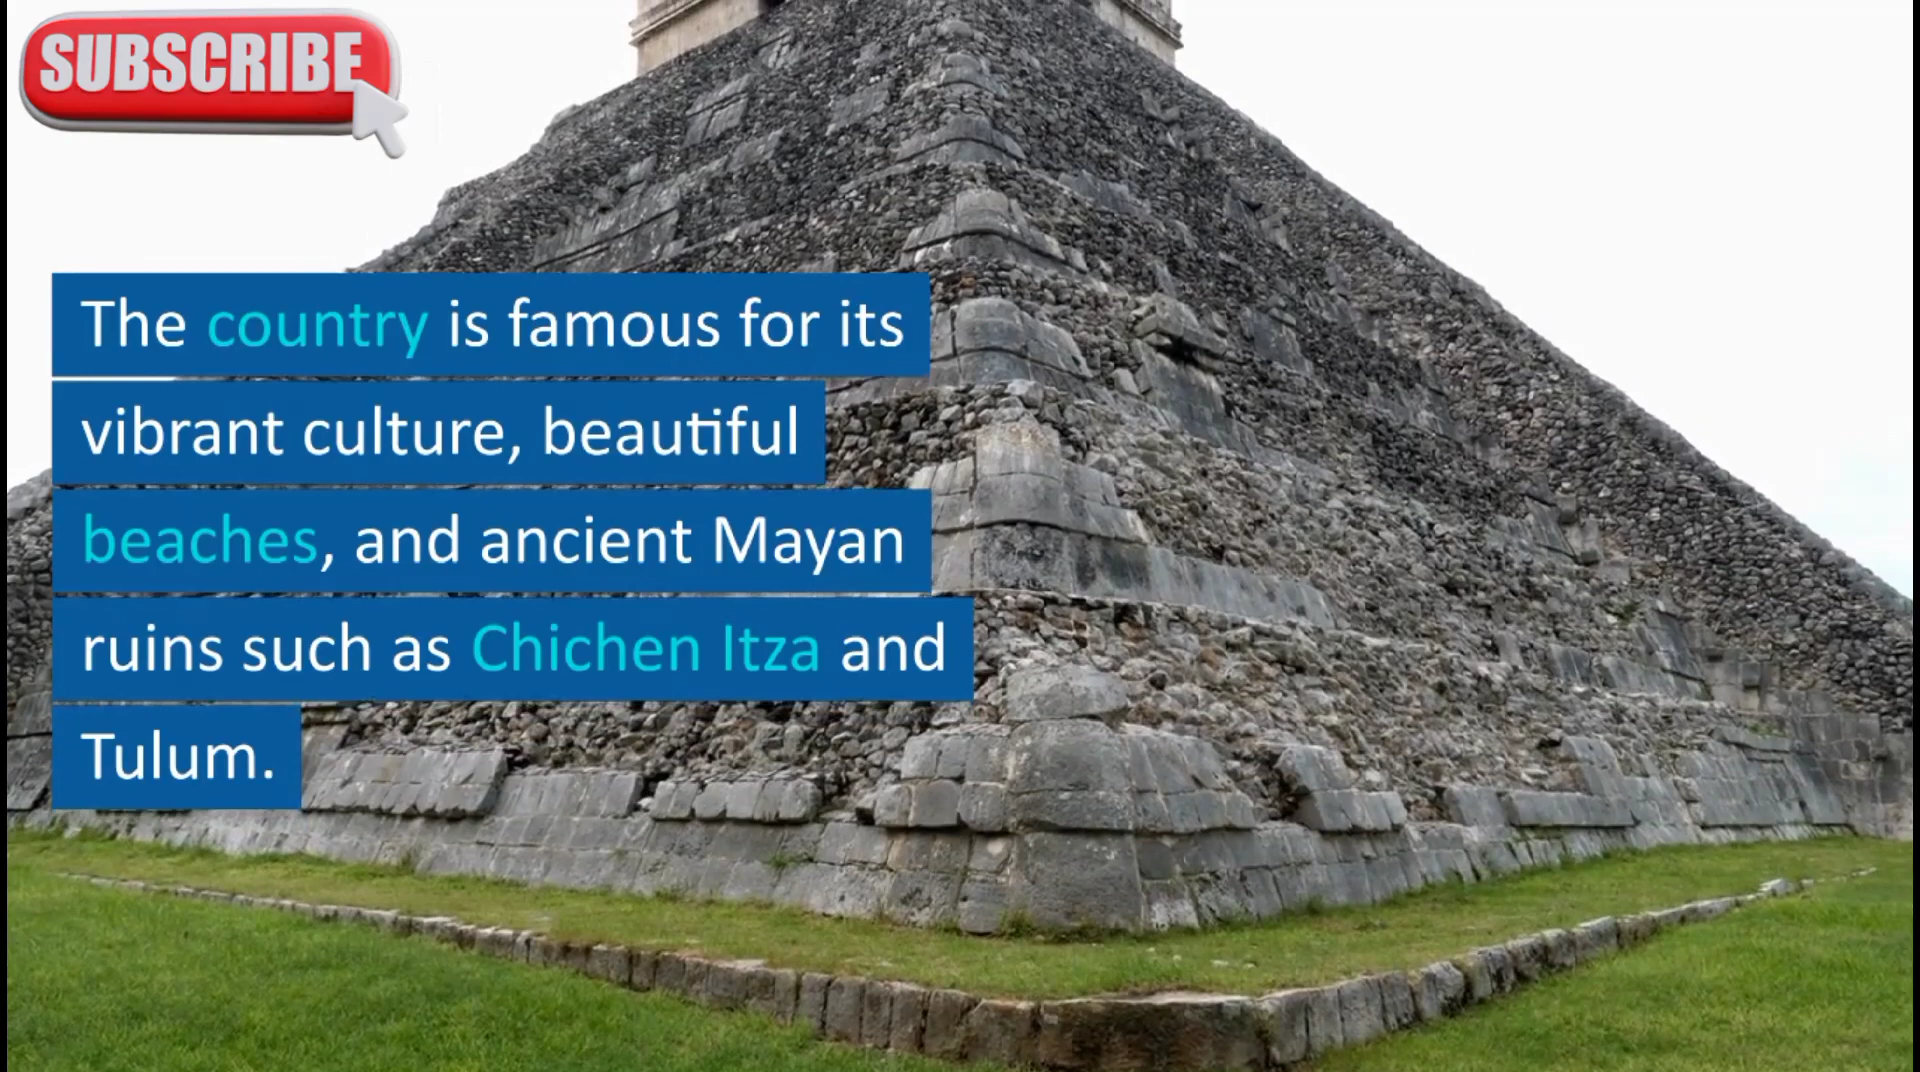 SUBSCRIBE
The country is famous for its
vibrant culture, beautiful
beaches, and ancient Mayan
ruins such as Chichen Itza and
Tulum.